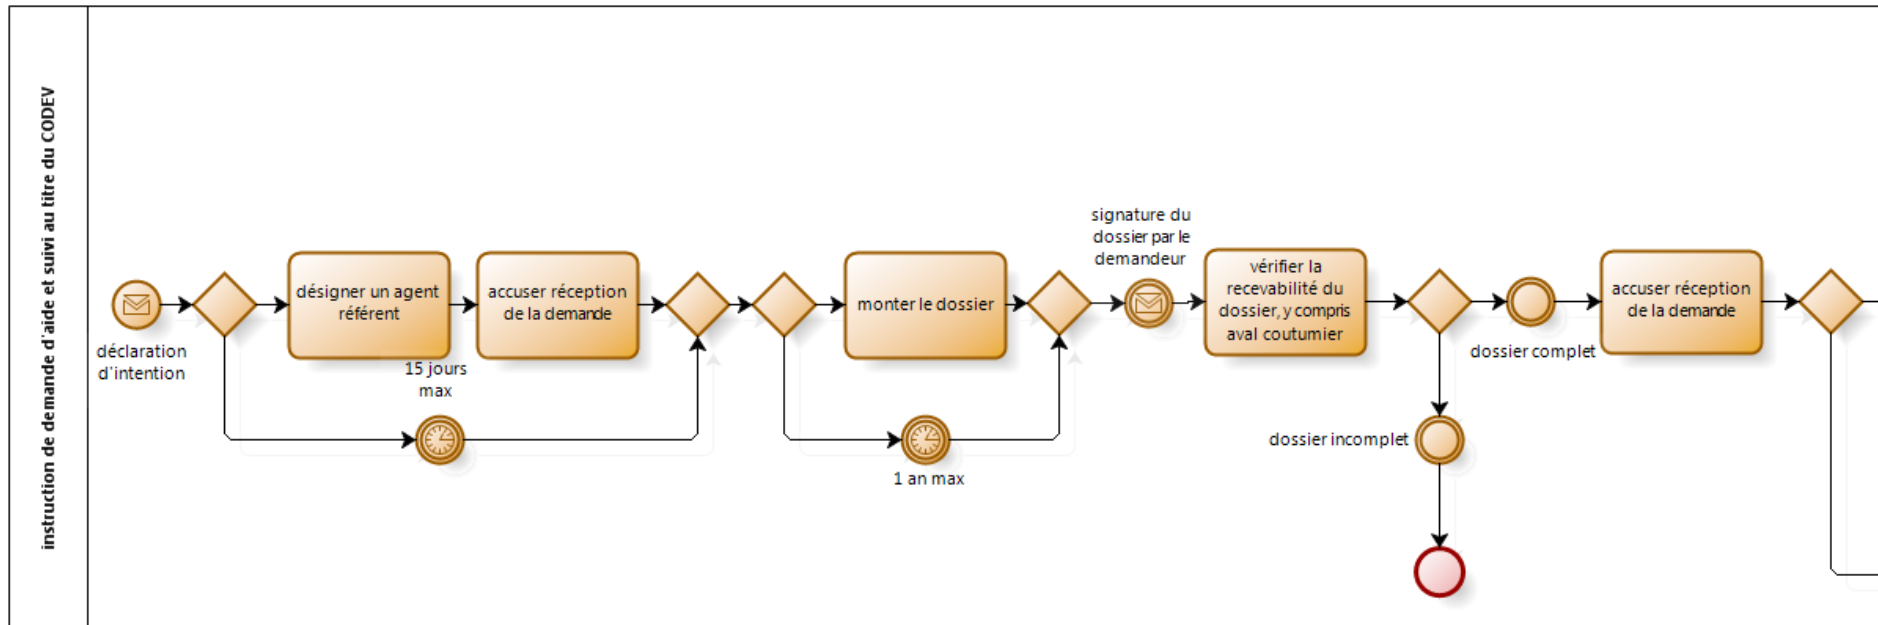 instruction de demande d'aide et suivi au titre du CODEV
déclaration
d'intention
désigner un agent
référent
accuser réception
de la demande
15 jours
max
monter le dossier
1 an max
signature du
dossier par le
demandeur
vérifier la
recevabilité du
dossier, y compris
aval coutumier
dossier incomplet
dossier complet
accuser réception
de la demande